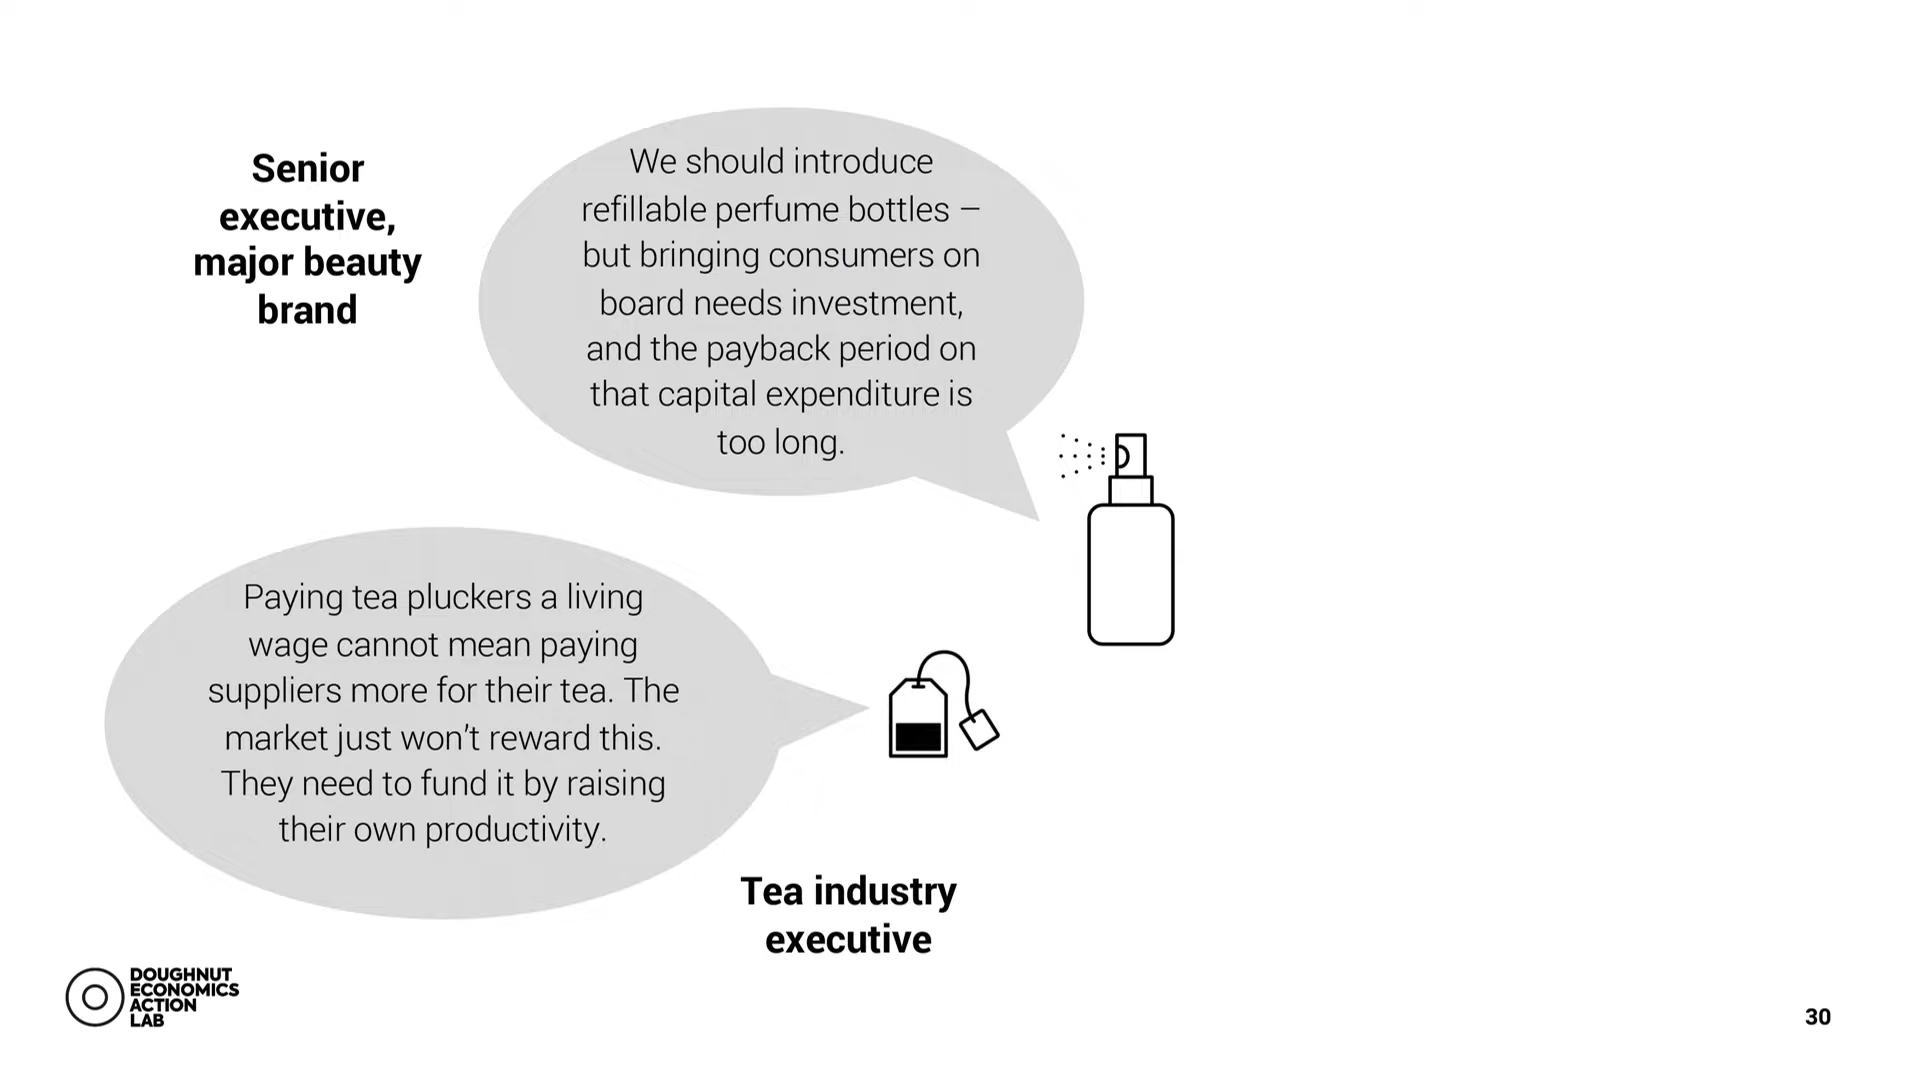 Senior
executive,
major beauty
brand
We should introduce
refillable perfume bottles –
but bringing consumers on
board needs investment,
and the payback period on
that capital expenditure is
too long.
Paying tea pluckers a living
wage cannot mean paying
suppliers more for their tea. The
market just won’t reward this.
They need to fund it by raising
their own productivity.
Tea industry
executive
DOUGHNUT
ECONOMICS
ACTION
LAB
30